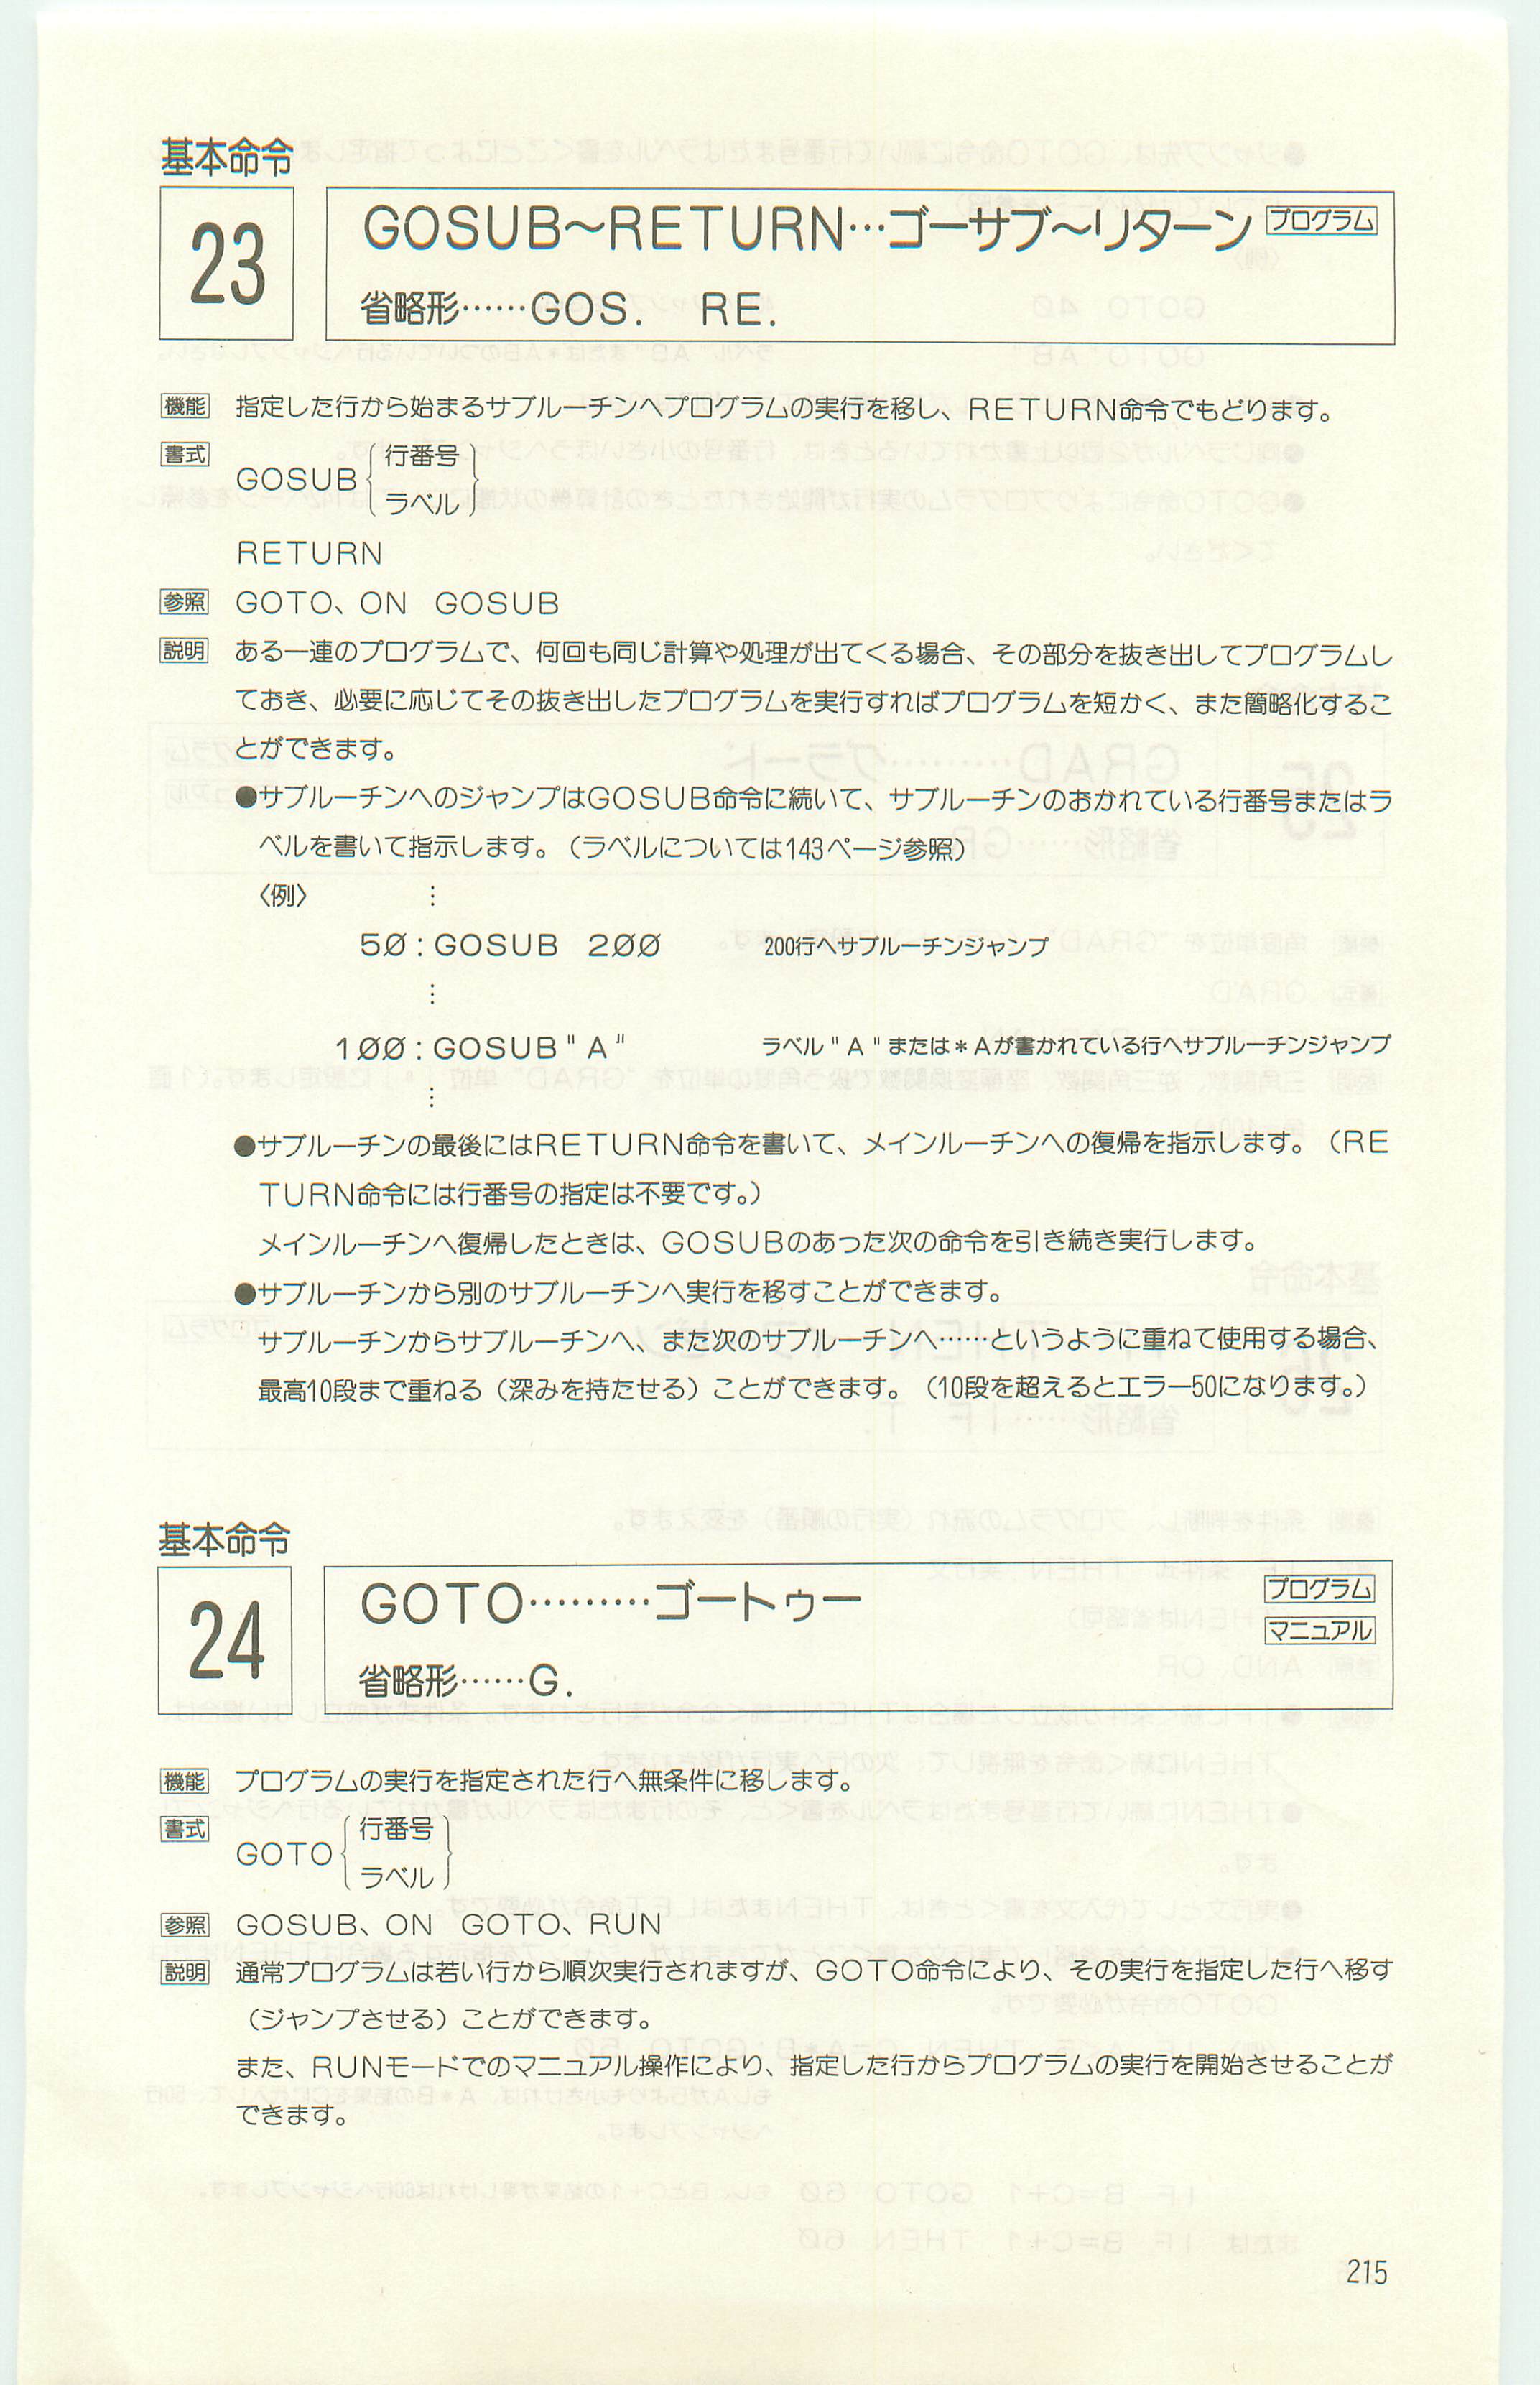 基本命令
23
GOSUB～RETURN…ゴーサブ～リターン プログラム
省略形……GOS.　RE.
機能 指定した行から始まるサブルーチンへプログラムの実行を移し、RETURN命令でもどります。
書式
GOSUB{行番号
ラベル}
RETURN
参照 GOTO、ON　GOSUB
説明 ある一連のプログラムで、何回も同じ計算や処理が出てくる場合、その部分を抜き出してプログラムし
ておき、必要に応じてその抜き出したプログラムを実行すればプログラムを短かく、また簡略化するこ
とができます。
●サブルーチンへのジャンプはGOSUB命令に続いて、サブルーチンのおかれている行番号またはラ
ベルを書いて指示します。（ラベルについては143ページ参照）
〈例〉　⋮
50：GOSUB 200　200行へサブルーチンジャンプ
⋮
100：GOSUB"A"　ラベル"A"または＊Aが書かれている行へサブルーチンジャンプ
⋮
●サブルーチンの最後にはRETURN命令を書いて、メインルーチンへの復帰を指示します。（RE
TURN命令には行番号の指定は不要です。）
メインルーチンへ復帰したときは、GOSUBのあった次の命令を引き続き実行します。
●サブルーチンから別のサブルーチンへ実行を移すことができます。
サブルーチンからサブルーチンへ、また次のサブルーチンへ……というように重ねて使用する場合、
最高10段まで重ねる（深みを持たせる）ことができます。（10段を超えるとエラー50になります。）
基本命令
24
GOTO………ゴートゥー プログラム
マニュアル
省略形……G.
機能 プログラムの実行を指定された行へ無条件に移します。
書式
GOTO{行番号
ラベル}
参照 GOSUB、ON　GOTO、RUN
説明 通常プログラムは若い行から順次実行されますが、GOTO命令により、その実行を指定した行へ移す
（ジャンプさせる）ことができます。
また、RUNモードでのマニュアル操作により、指定した行からプログラムの実行を開始させることが
できます。
215